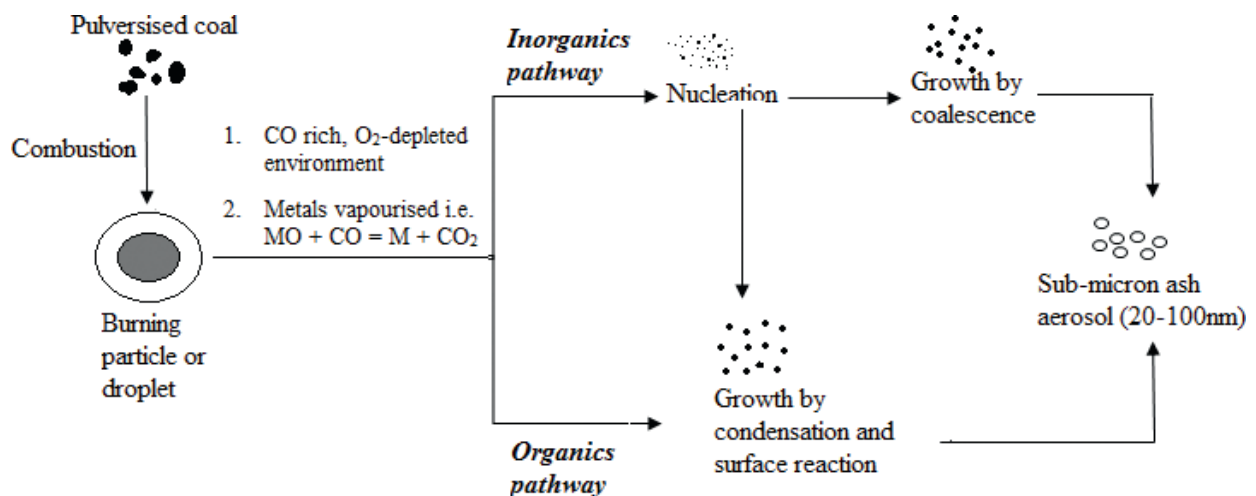 Pulversised coal
Combustion
Burning
particle or
droplet
1. CO rich, O₂-depleted
environment
2. Metals vapourised i.e.
MO + CO = M + CO₂
Inorganics
pathway
Nucleation
Growth by
coalescence
Organics
pathway
Growth by
condensation and
surface reaction
Sub-micron ash
aerosol (20-100nm)